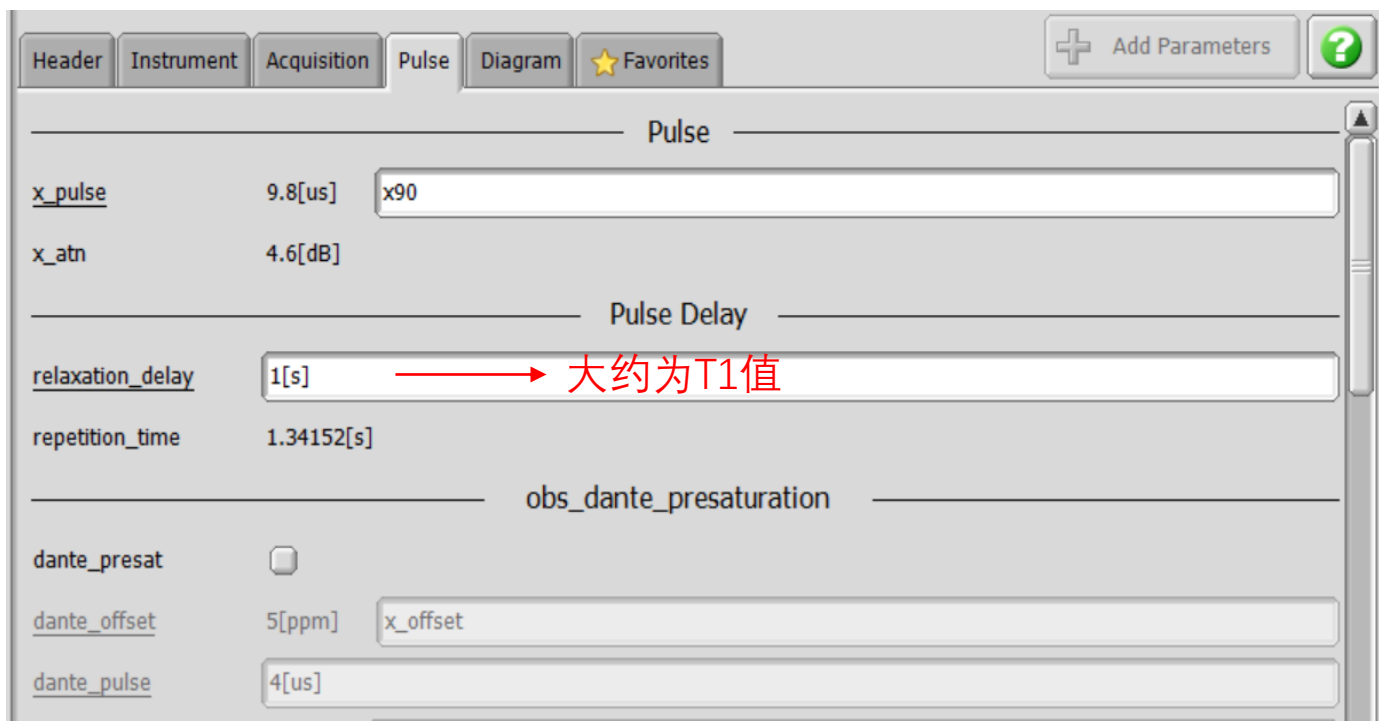 Header Instrument Acquisition Pulse Diagram Favorites Add Parameters ?
Pulse
x_pulse 9.8[us] x90
x_atn 4.6[dB]
Pulse Delay
relaxation_delay 1[s] 大约为T1值
repetition_time 1.34152[s]
obs_dante_presaturation
dante_presat
dante_offset 5[ppm] x_offset
dante_pulse 4[us]